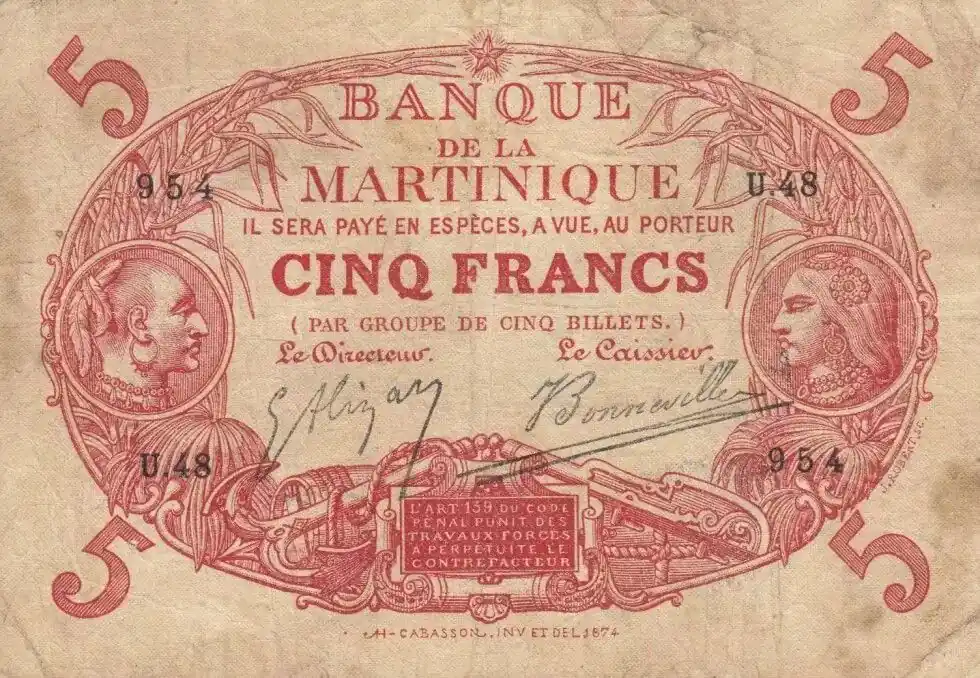 5 5
BANQUE
DE LA
MARTINIQUE
954 U.48
IL SERA PAYÉ EN ESPÈCES, A VUE, AU PORTEUR
CINQ FRANCS
( PAR GROUPE DE CINQ BILLETS. )
Le Directeur. Le Caissier.
Bonneville
U.48 954
L'ART 139 DU CODE
PÉNAL PUNIT DES
TRAVAUX FORCÉS
A PERPÉTUITÉ LE
CONTREFACTEUR
5 5
H-CABASSON, INV ET DEL 1874